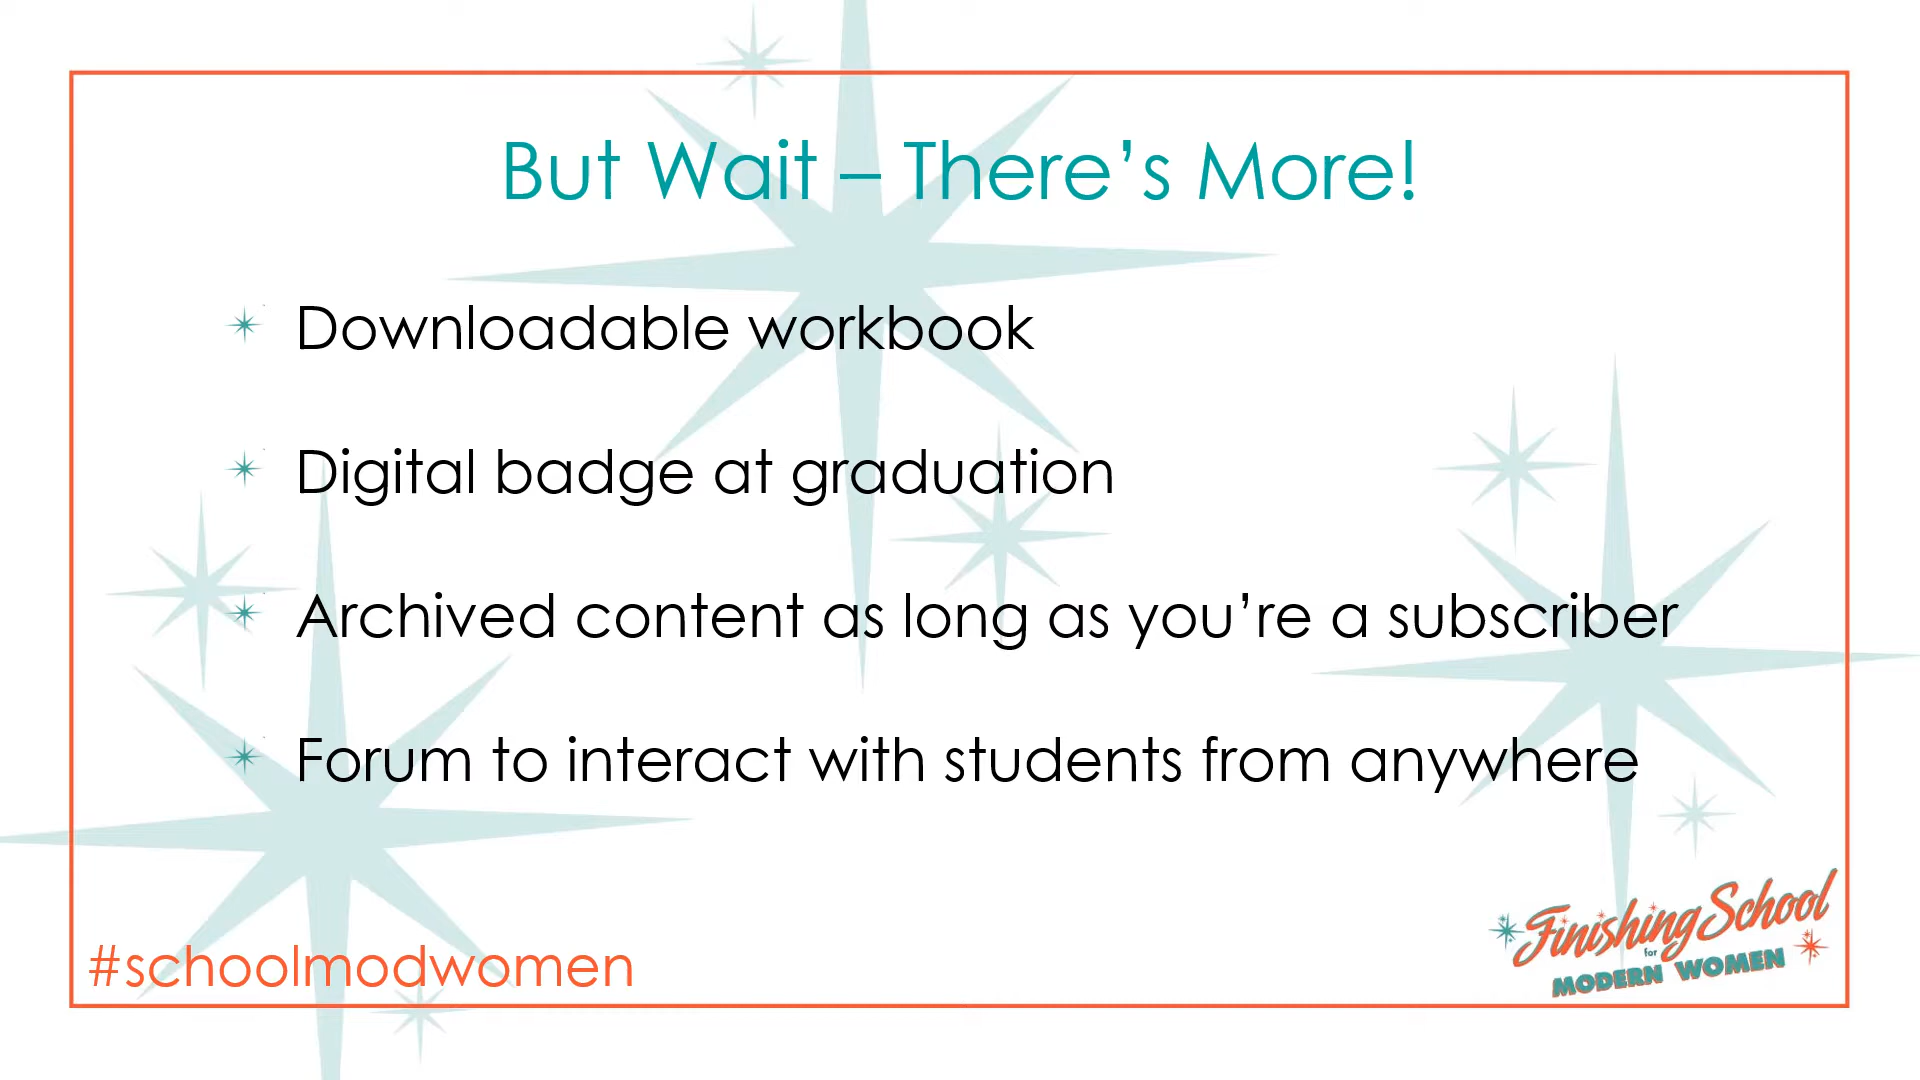 But Wait – There’s More!
Downloadable workbook
Digital badge at graduation
Archived content as long as you’re a subscriber
Forum to interact with students from anywhere
#schoolmodwomen
Finishing School
for
MODERN WOMEN